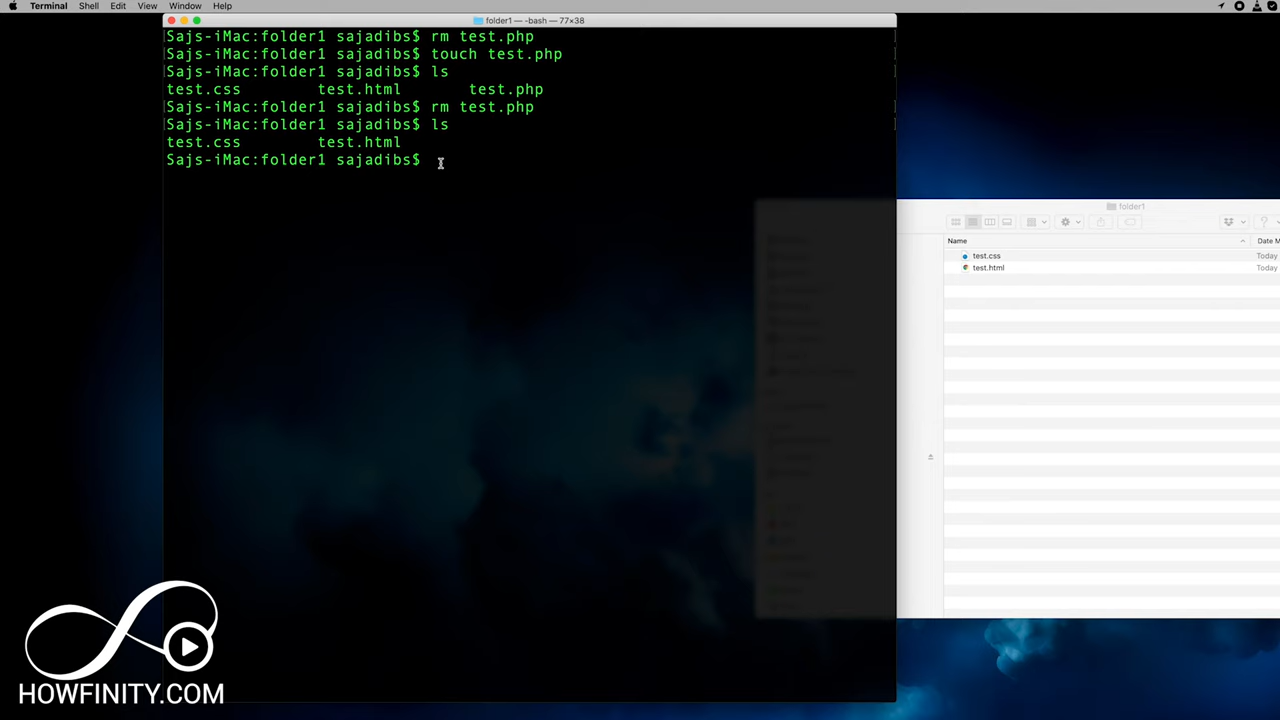 Terminal Shell Edit View Window Help
folder1 — -bash — 77×38
Sajs-iMac:folder1 sajadibs$ rm test.php
Sajs-iMac:folder1 sajadibs$ touch test.php
Sajs-iMac:folder1 sajadibs$ ls
test.css test.html test.php
Sajs-iMac:folder1 sajadibs$ rm test.php
Sajs-iMac:folder1 sajadibs$ ls
test.css test.html
Sajs-iMac:folder1 sajadibs$
folder1
Name Date M
test.css Today
test.html Today
HOWFINITY.COM